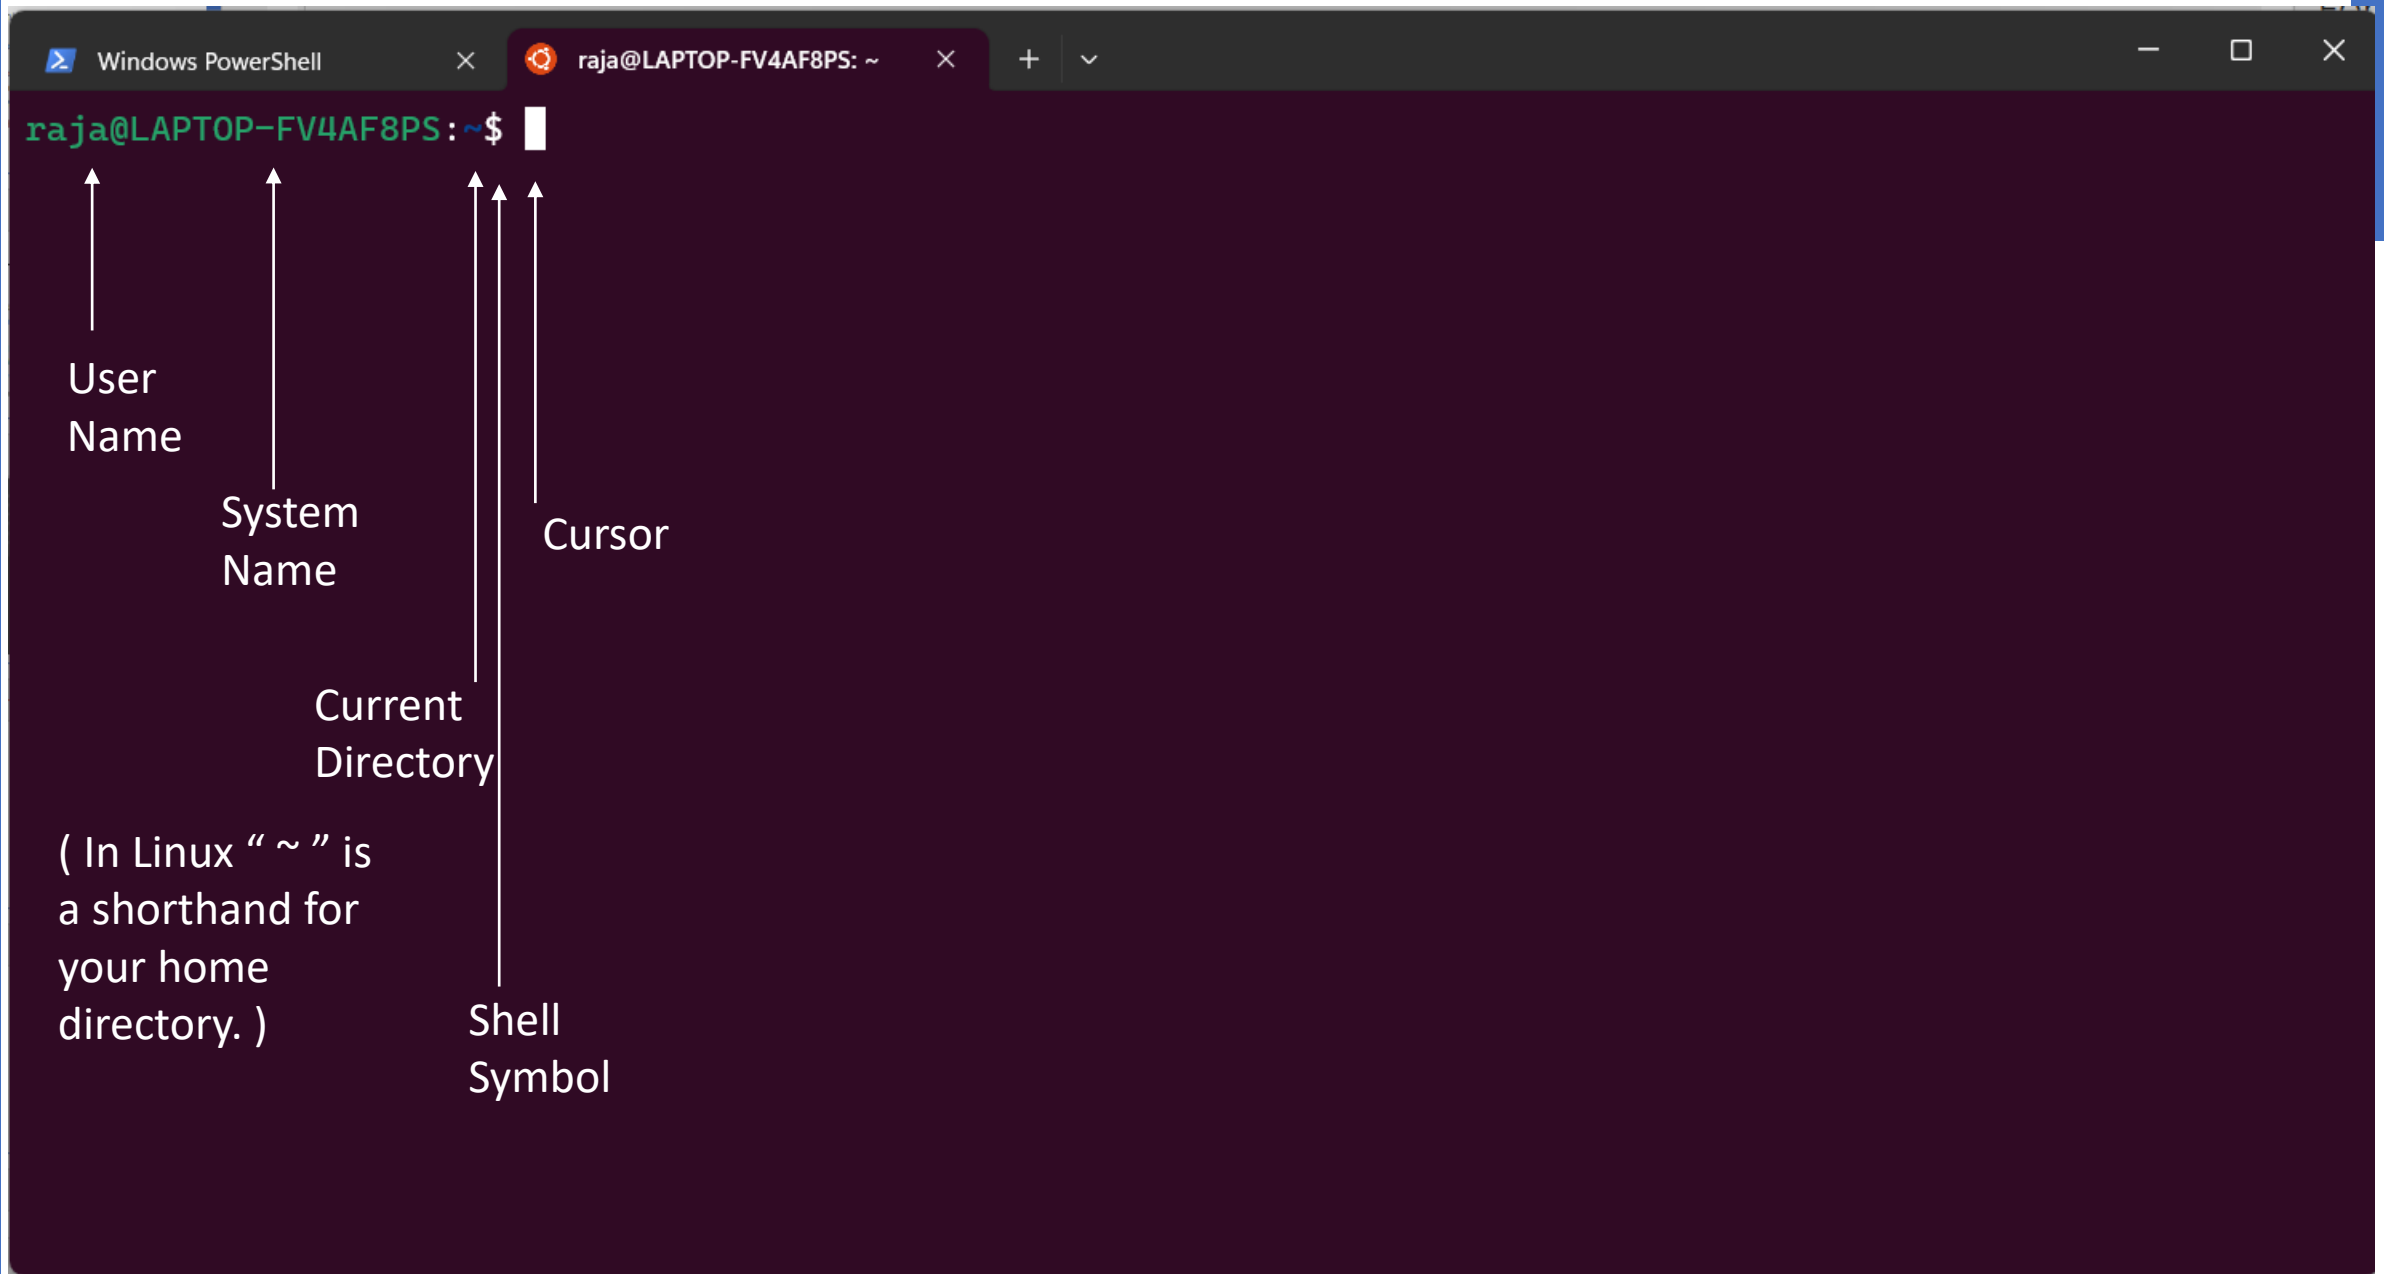 Windows PowerShell
raja@LAPTOP-FV4AF8PS: ~
raja@LAPTOP-FV4AF8PS:~$
User
Name
System
Name
Cursor
Current
Directory
( In Linux “ ~ ” is
a shorthand for
your home
directory. )
Shell
Symbol